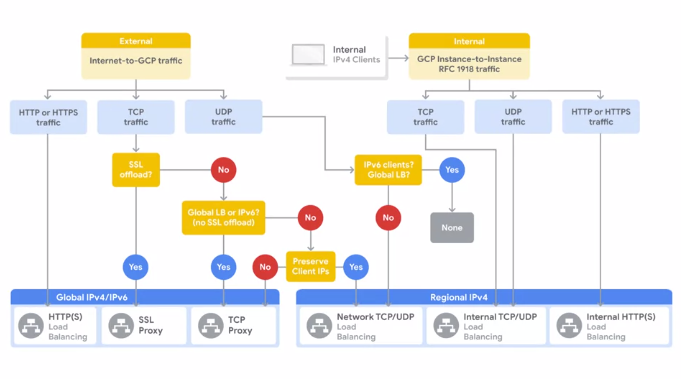 External
Internet-to-GCP traffic
Internal
IPv4 Clients
Internal
GCP Instance-to-Instance
RFC 1918 traffic
HTTP or HTTPS
traffic
TCP
traffic
UDP
traffic
TCP
traffic
UDP
traffic
HTTP or HTTPS
traffic
SSL
offload?
No
IPv6 clients?
Global LB?
Yes
Global LB or IPv6?
(no SSL offload)
No
No
None
Yes
Yes
No
Preserve
Client IPs
Yes
Global IPv4/IPv6
Regional IPv4
HTTP(S)
Load
Balancing
SSL
Proxy
TCP
Proxy
Network TCP/UDP
Load
Balancing
Internal TCP/UDP
Load
Balancing
Internal HTTP(S)
Load
Balancing